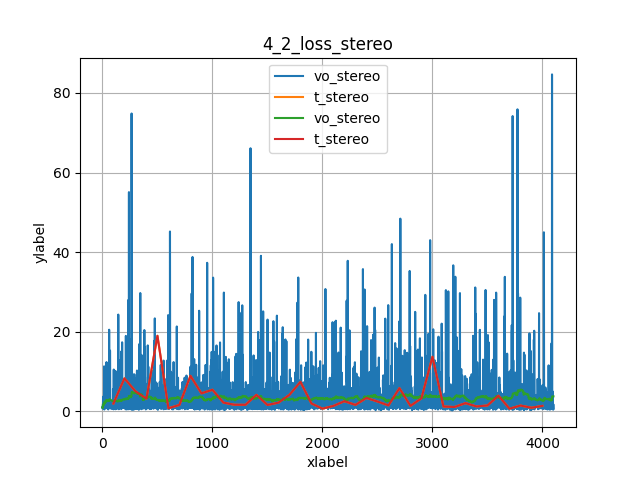 4_2_loss_stereo
vo_stereo
t_stereo
vo_stereo
t_stereo
ylabel
80
60
40
20
0
0 1000 2000 3000 4000
xlabel